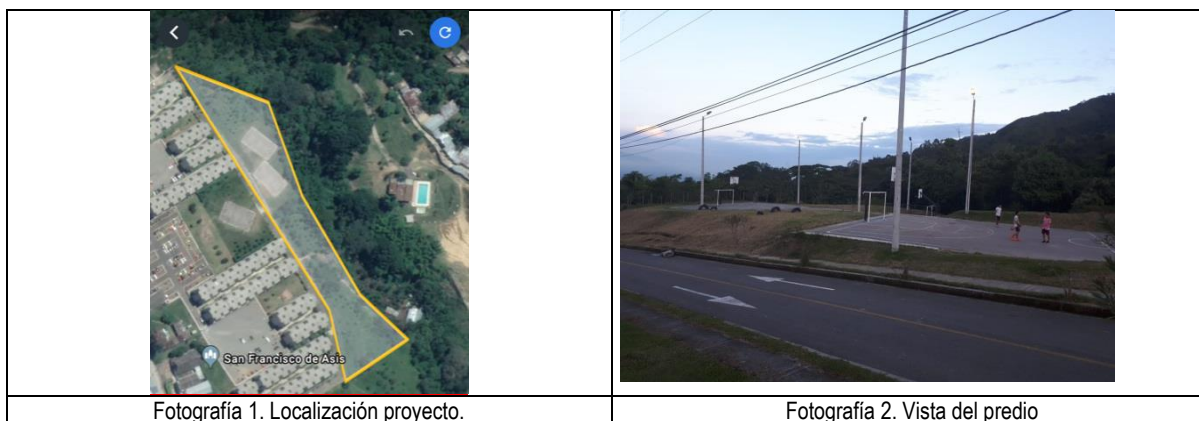 San Francisco de Asis
Fotografía 1. Localización proyecto.
Fotografía 2. Vista del predio